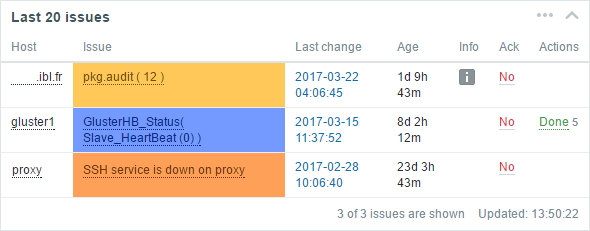 Last 20 issues
Host Issue Last change Age Info Ack Actions
.ibl.fr pkg.audit ( 12 ) 2017-03-22 04:06:45 1d 9h 43m No
gluster1 GlusterHB_Status( Slave_HeartBeat (0) ) 2017-03-15 11:37:52 8d 2h 12m No Done 5
proxy SSH service is down on proxy 2017-02-28 10:06:40 23d 3h 43m No
3 of 3 issues are shown Updated: 13:50:22